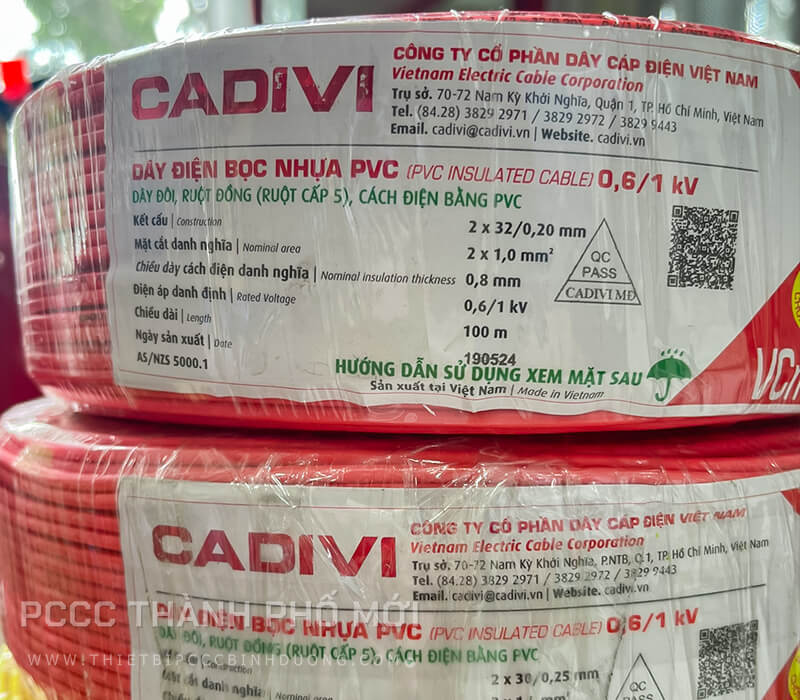 CADIVI
CÔNG TY CỔ PHẦN DÂY CÁP ĐIỆN VIỆT NAM
Vietnam Electric Cable Corporation
Trụ sở. 70-72 Nam Kỳ Khởi Nghĩa, Quận 1, TP. Hồ Chí Minh, Việt Nam
Tel. (84.28) 3829 2971 / 3829 2972 / 3829 9443
Email. cadivi@cadivi.vn | Website. cadivi.vn
DÂY ĐIỆN BỌC NHỰA PVC (PVC INSULATED CABLE) 0,6/1 kV
DÂY ĐÔI, RUỘT ĐỒNG (RUỘT CẤP 5), CÁCH ĐIỆN BẰNG PVC
Kết cấu | Construction 2 x 32/0,20 mm
Mặt cắt danh nghĩa | Nominal area 2 x 1,0 mm²
Chiều dày cách điện danh nghĩa | Nominal insulation thickness 0,8 mm
Điện áp danh định | Rated Voltage 0,6/1 kV
Chiều dài | Length 100 m
Ngày sản xuất | Date 190524
AS/NZS 5000.1
QC
PASS
CADIVI MĐ
HƯỚNG DẪN SỬ DỤNG XEM MẶT SAU
Sản xuất tại Việt Nam | Made in Vietnam
CADIVI
CÔNG TY CỔ PHẦN DÂY CÁP ĐIỆN VIỆT NAM
Vietnam Electric Cable Corporation
Trụ sở. 70-72 Nam Kỳ Khởi Nghĩa, P.NTB, Q.1, TP. Hồ Chí Minh, Việt Nam
Tel. (84.28) 3829 2971 / 3829 2972 / 3829 9443
Email. cadivi@cadivi.vn | Website. cadivi.vn
PCCC THÀNH PHỐ MỚI
DÂY ĐIỆN BỌC NHỰA PVC (PVC INSULATED CABLE) 0,6/1 kV
DÂY ĐÔI, RUỘT ĐỒNG (RUỘT CẤP 5), CÁCH ĐIỆN BẰNG PVC
WWW.THIETBIPCCCBINHDUONG.COM
2 x 30/0,25 mm
Mặt cắt danh nghĩa | Nominal area
QC